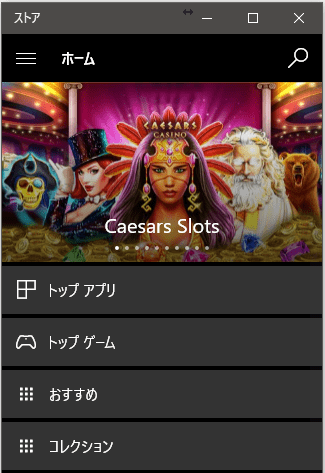 ストア
ホーム
CAESARS
CASINO
Caesars Slots
トップ アプリ
トップ ゲーム
おすすめ
コレクション